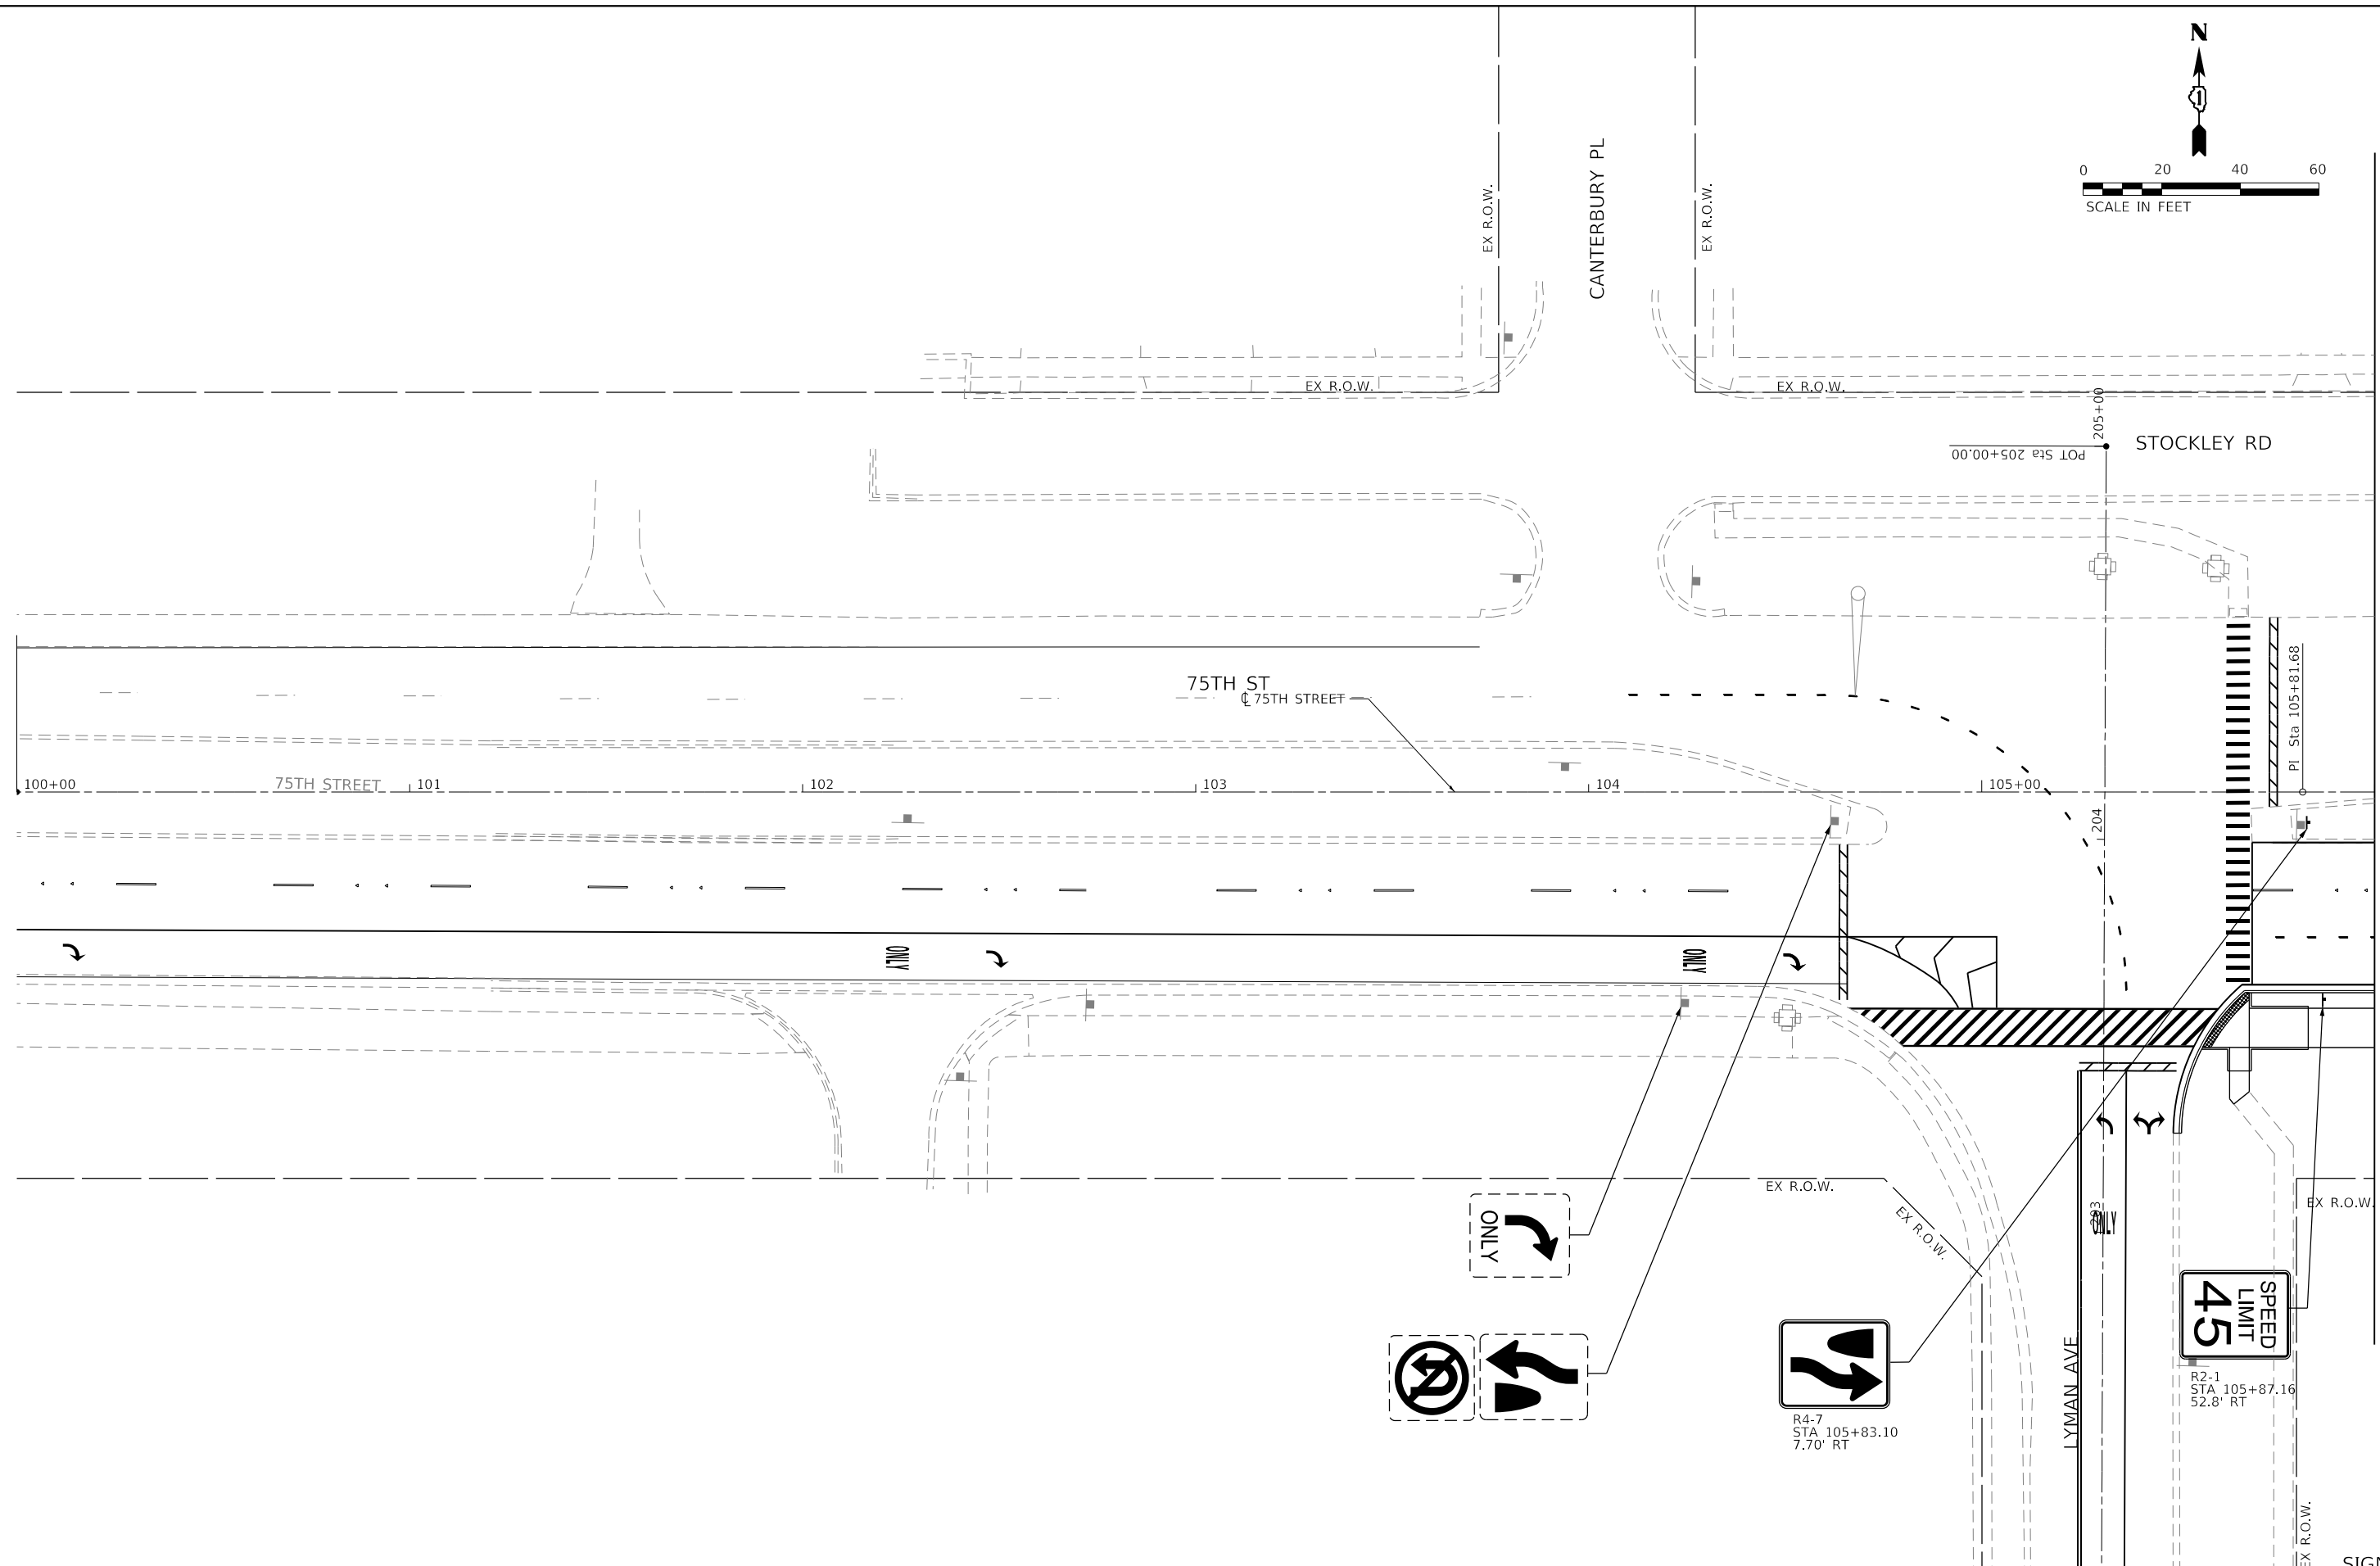 N
1
0 20 40 60
SCALE IN FEET
CANTERBURY PL
EX R.O.W.
EX R.O.W.
EX R.O.W.
EX R.O.W.
205+00
POT Sta 205+00.00
STOCKLEY RD
75TH ST
℄ 75TH STREET
PI Sta 105+81.68
100+00
75TH STREET
101
102
103
104
105+00
204
ONLY
ONLY
EX R.O.W.
EX R.O.W.
EX R.O.W.
203
ONLY
ONLY
SPEED
LIMIT
45
R2-1
STA 105+87.16
52.8' RT
R4-7
STA 105+83.10
7.70' RT
LYMAN AVE
EX R.O.W.